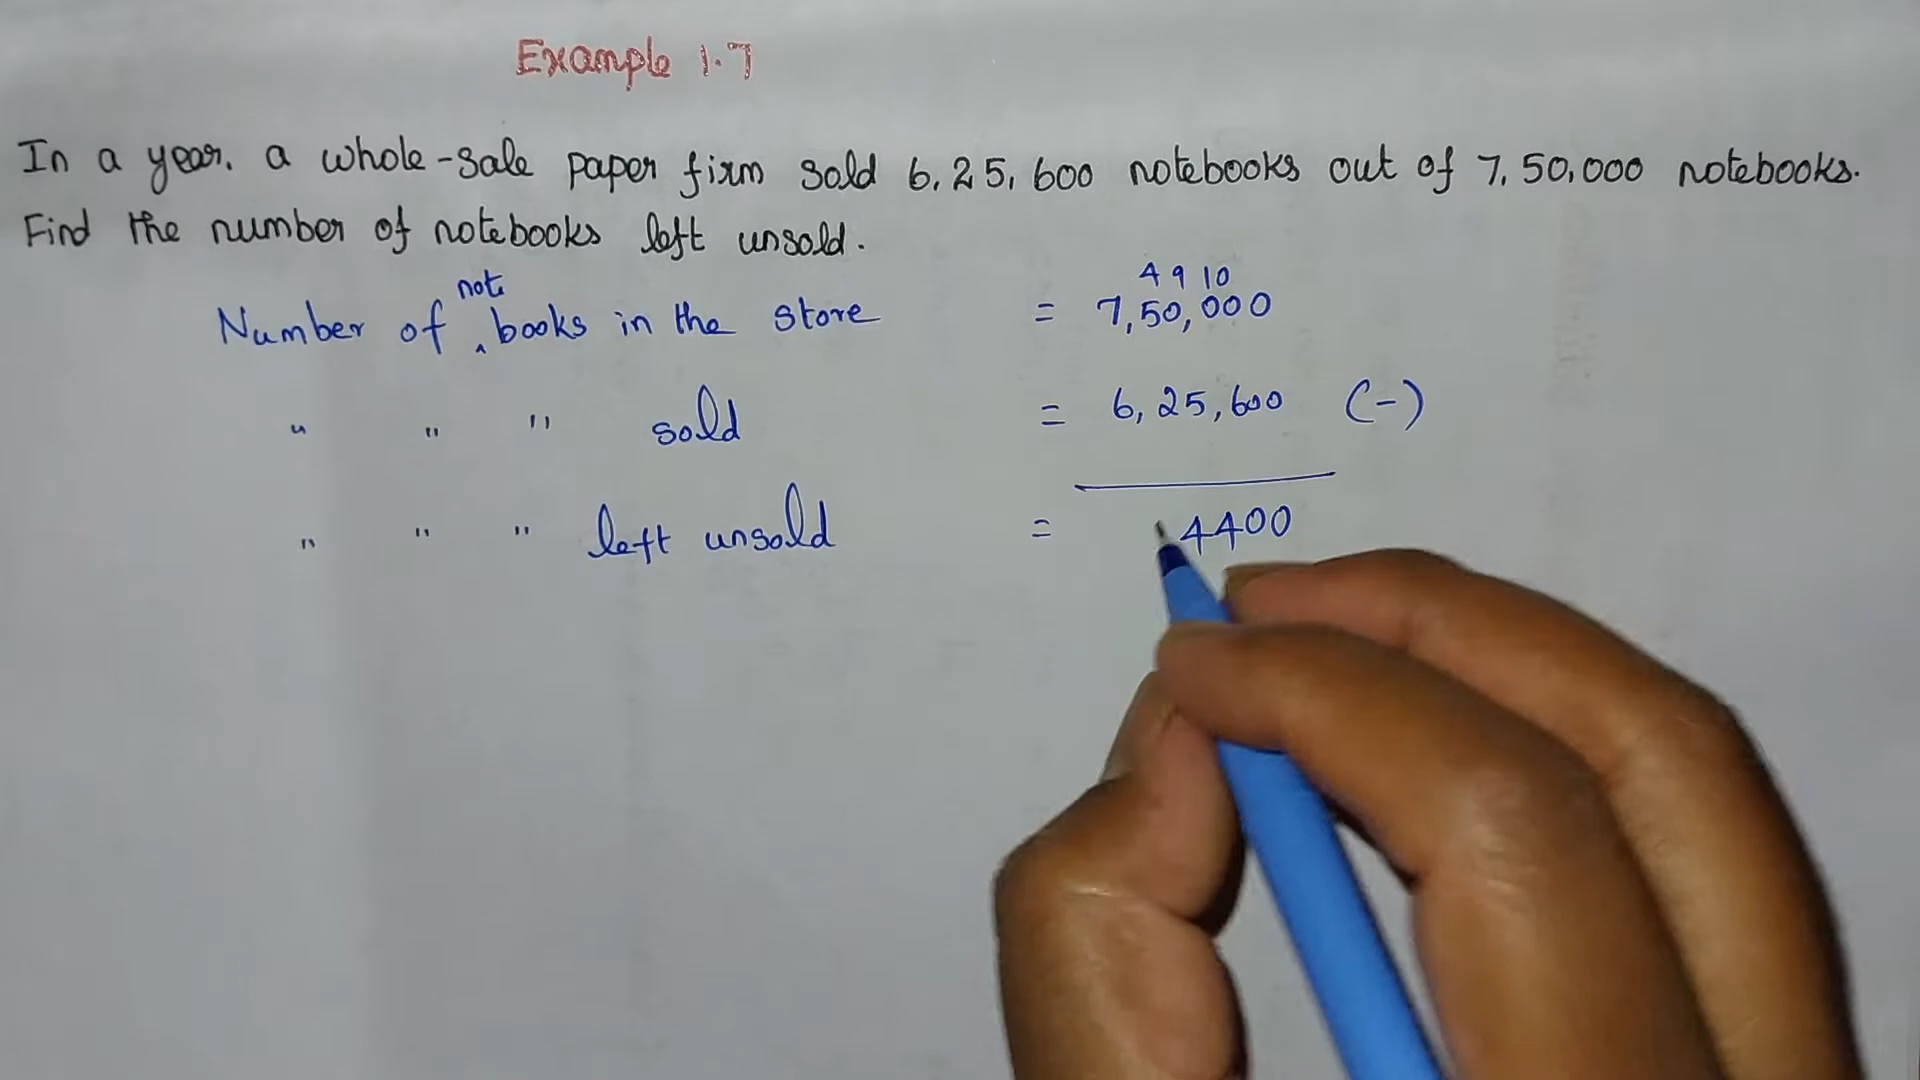 Example 1.7
In a year, a whole-sale paper firm sold 6,25,600 notebooks out of 7,50,000 notebooks.
Find the number of notebooks left unsold.
not
4 9 10
Number of ‸ books in the store = 7,50,000
" " " sold = 6,25,600 (-)
" " " left unsold = 4400